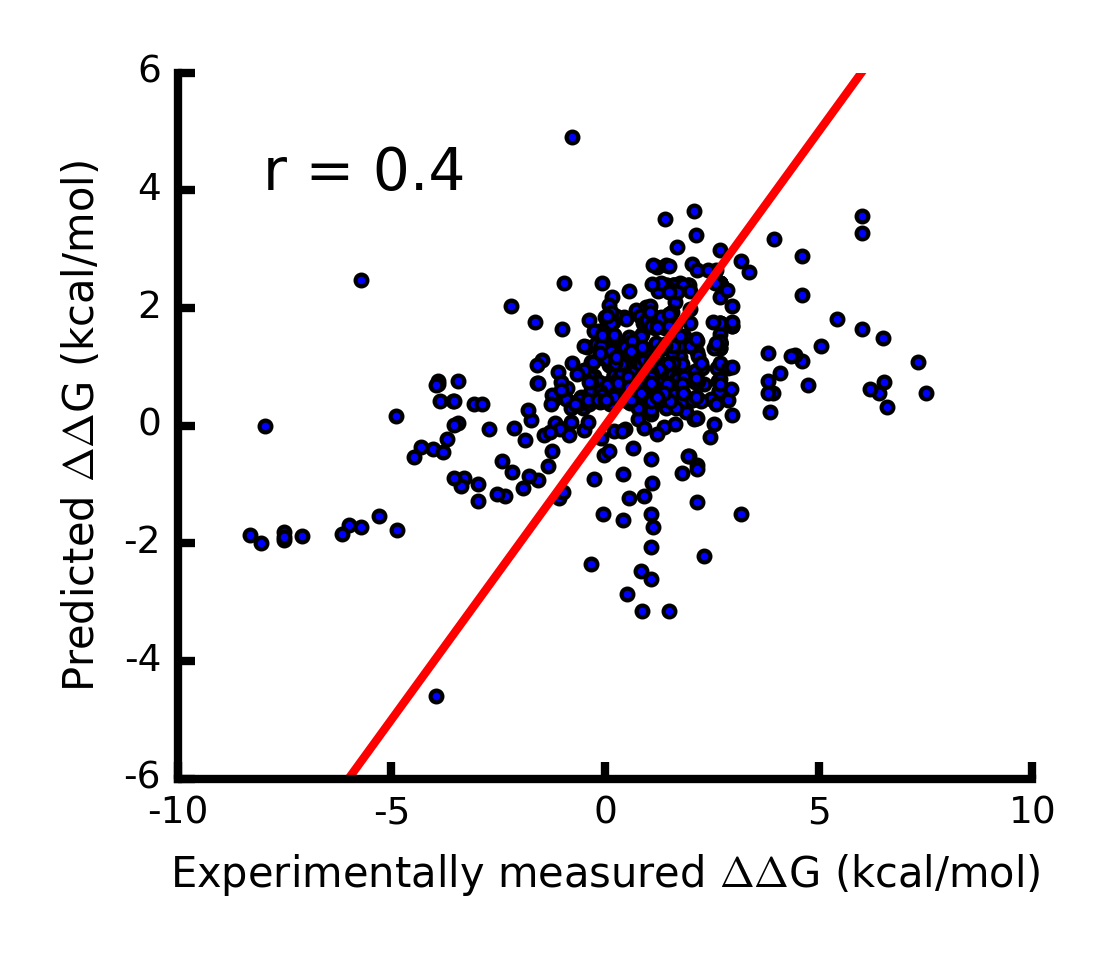 6
r = 0.4
4
2
0
-2
-4
-6
Predicted ΔΔG (kcal/mol)
-10 -5 0 5 10
Experimentally measured ΔΔG (kcal/mol)